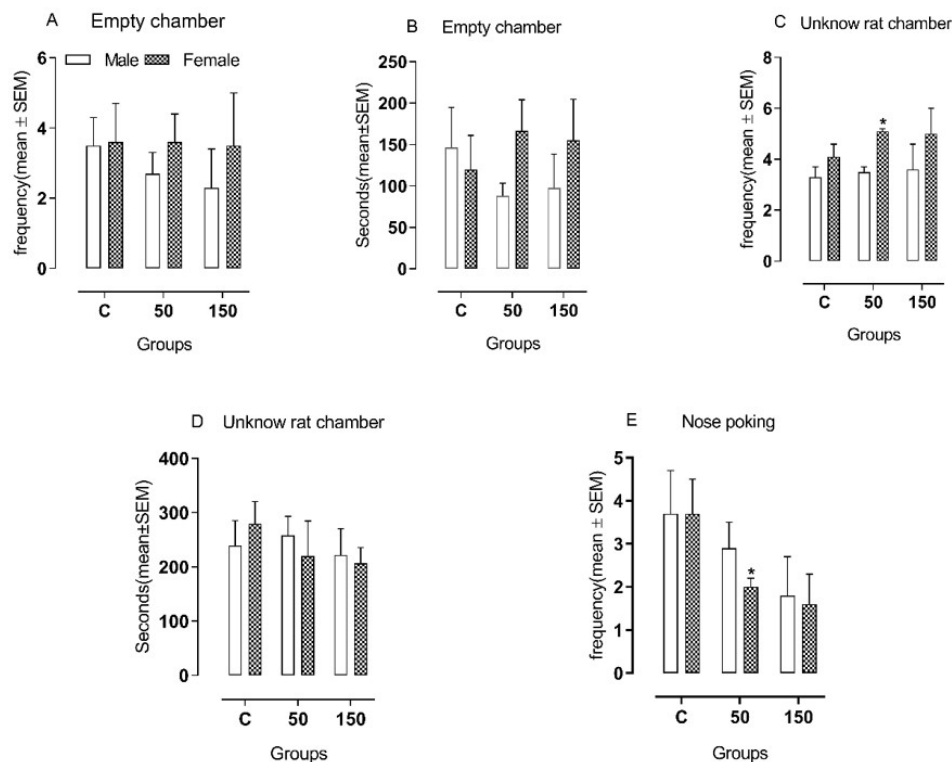 A Empty chamber
Male Female
frequency(mean ± SEM)
6
4
2
0
C 50 150
Groups
B Empty chamber
Seconds(mean±SEM)
250
200
150
100
50
0
C 50 150
Groups
C Unknow rat chamber
frequency(mean ± SEM)
8
6
4
2
0
*
C 50 150
Groups
D Unknow rat chamber
Seconds(mean±SEM)
400
300
200
100
0
C 50 150
Groups
E Nose poking
frequency(mean ± SEM)
5
4
3
2
1
0
*
C 50 150
Groups